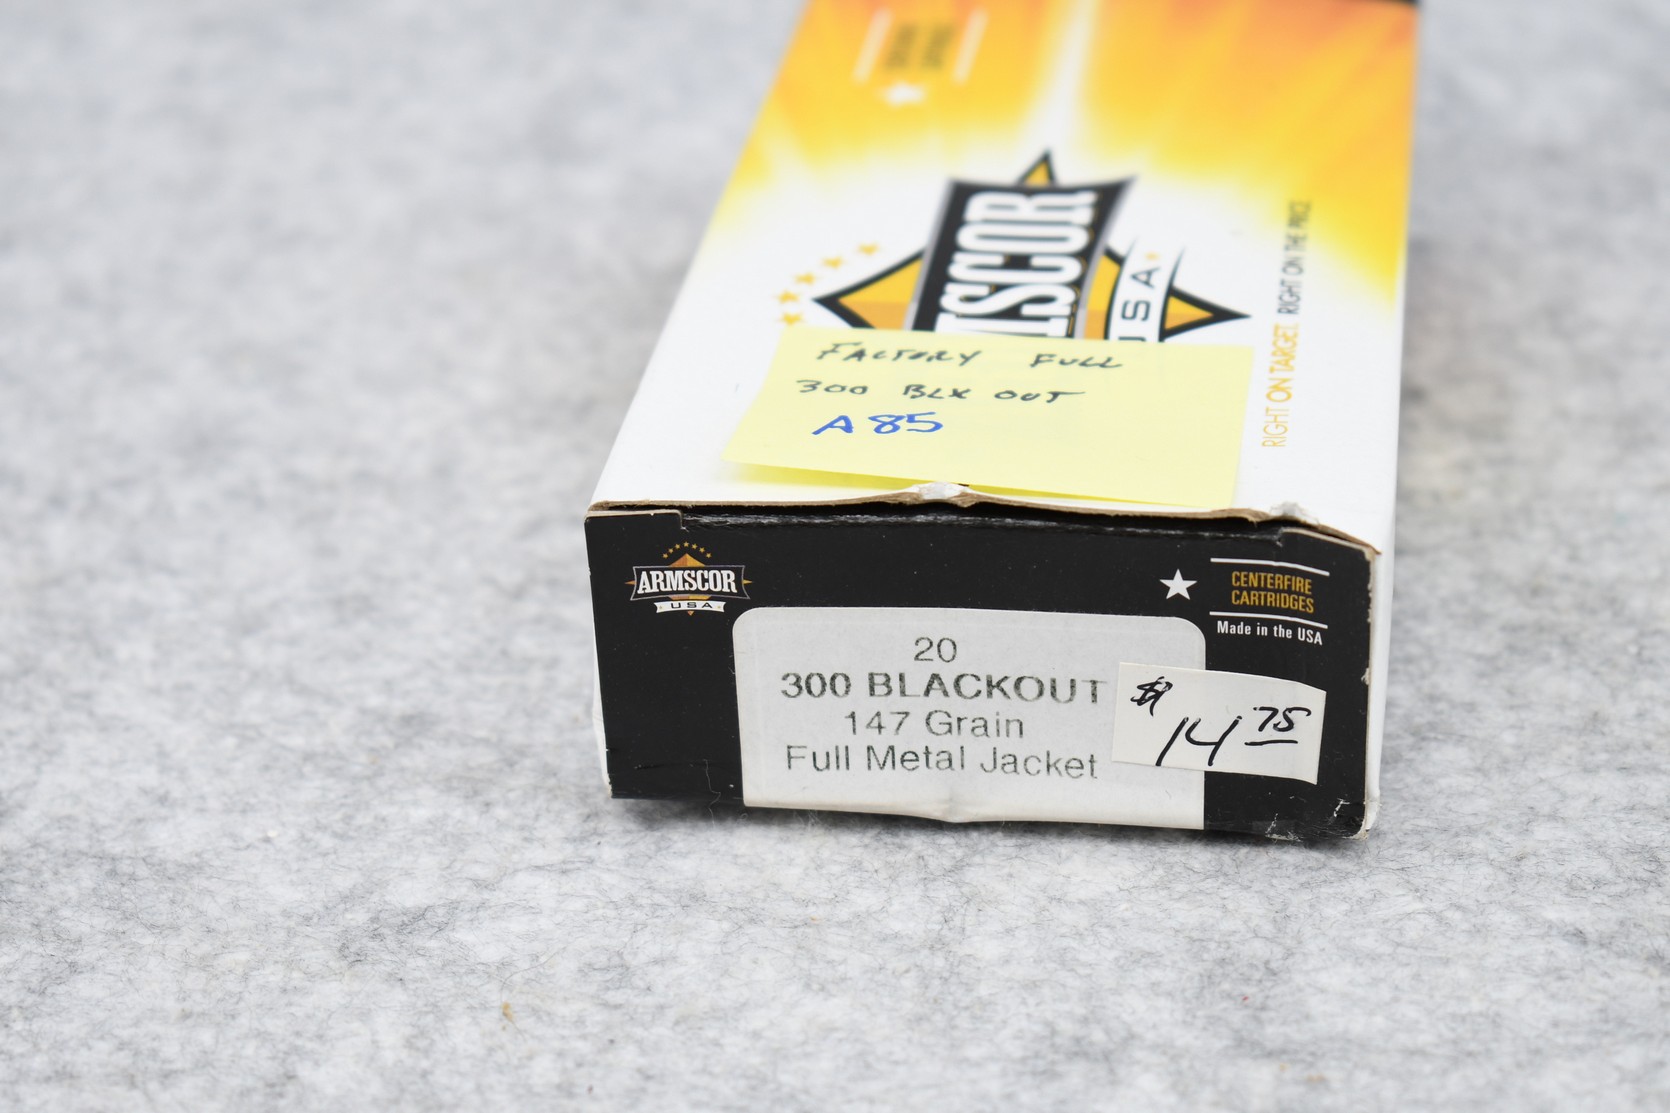 ARMSCOR
USA
RIGHT ON TARGET. RIGHT ON THE PRICE
FACTORY FULL
300 BLK OUT
A85
ARMSCOR
USA
CENTERFIRE
CARTRIDGES
Made in the USA
20
300 BLACKOUT
147 Grain
Full Metal Jacket
$ 14 75